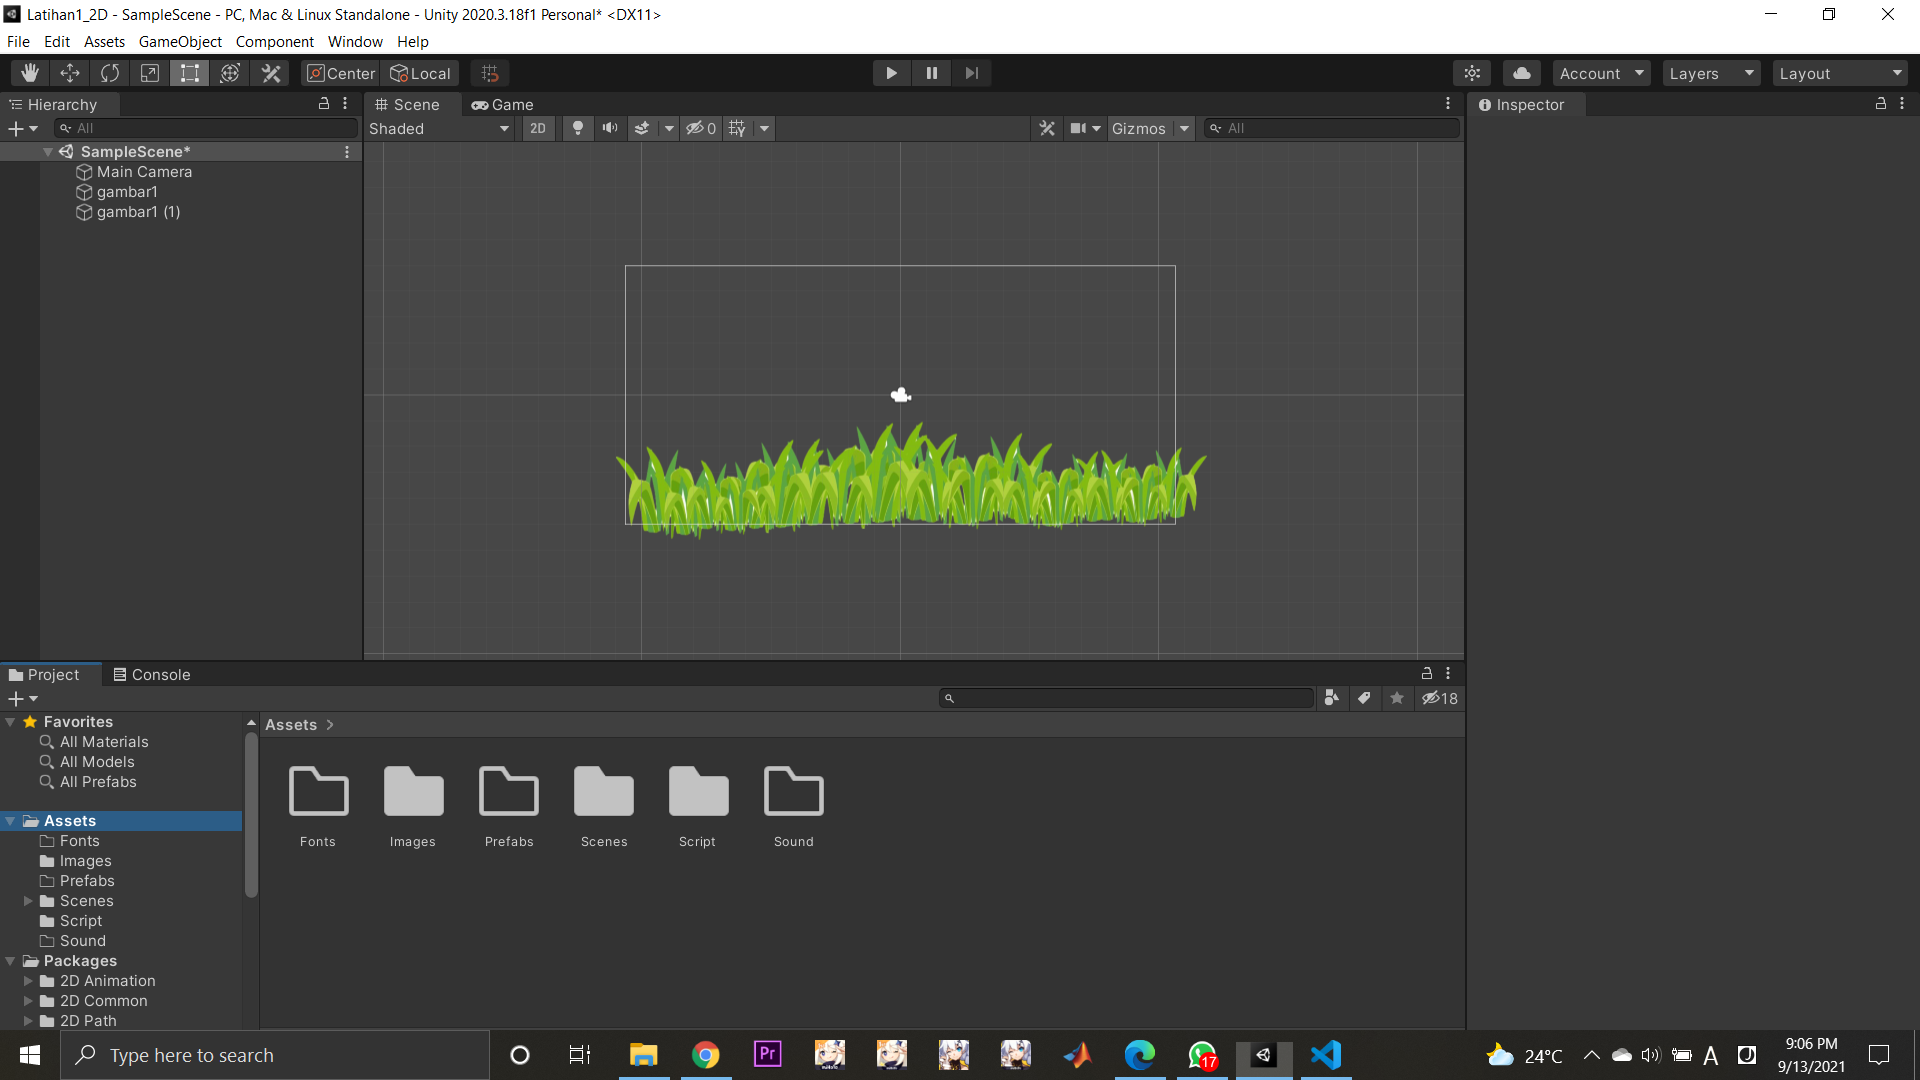 Latihan1_2D - SampleScene - PC, Mac & Linux Standalone - Unity 2020.3.18f1 Personal* <DX11>
File Edit Assets GameObject Component Window Help
Center Local Account Layers Layout
Hierarchy
Scene Game
Inspector
All
Shaded 2D 0 Gizmos All
SampleScene*
Main Camera
gambar1
gambar1 (1)
Project Console
18
Favorites
All Materials
All Models
All Prefabs
Assets
Fonts
Images
Prefabs
Scenes
Script
Sound
Packages
2D Animation
2D Common
2D Path
Assets
Fonts Images Prefabs Scenes Script Sound
Type here to search
Pr
17
24°C
A
9:06 PM
9/13/2021